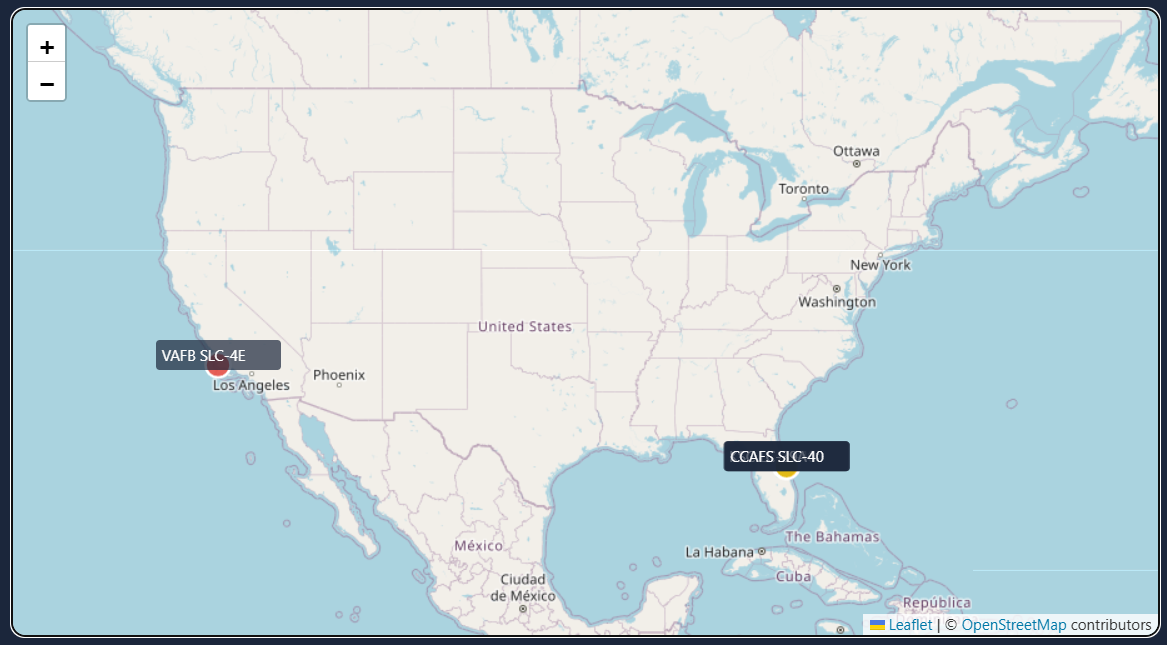 +
−
Ottawa
Toronto
New York
Washington
United States
VAFB SLC-4E
Los Angeles
Phoenix
CCAFS SLC-40
México
La Habana
The Bahamas
Cuba
Ciudad
de México
República
Leaflet | © OpenStreetMap contributors